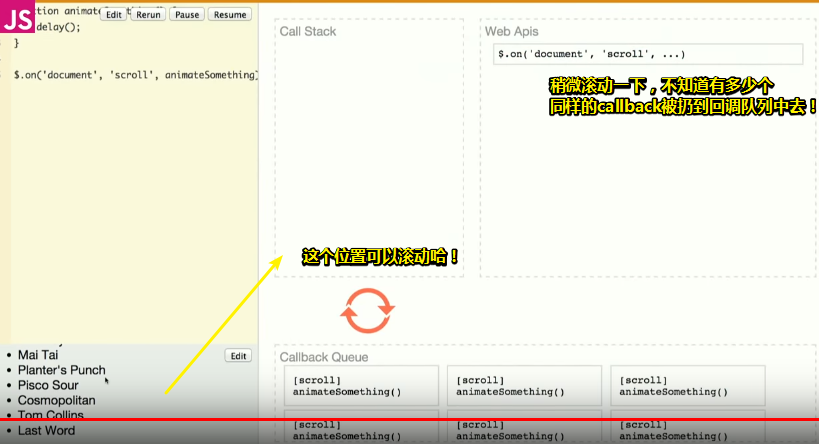 JS
nction animat
Edit
Rerun
Pause
Resume
delay();
}
$.on('document', 'scroll', animateSomething)
Call Stack
Web Apis
$.on('document', 'scroll', ...)
稍微滚动一下，不知道有多少个
同样的callback被扔到回调队列中去！
这个位置可以滚动哈！
Mai Tai
Edit
Planter's Punch
Pisco Sour
Cosmopolitan
Tom Collins
Last Word
Callback Queue
[scroll]
animateSomething()
[scroll]
animateSomething()
[scroll]
animateSomething()
[scroll]
animateSomething()
[scroll]
animateSomething()
[scroll]
animateSomething()